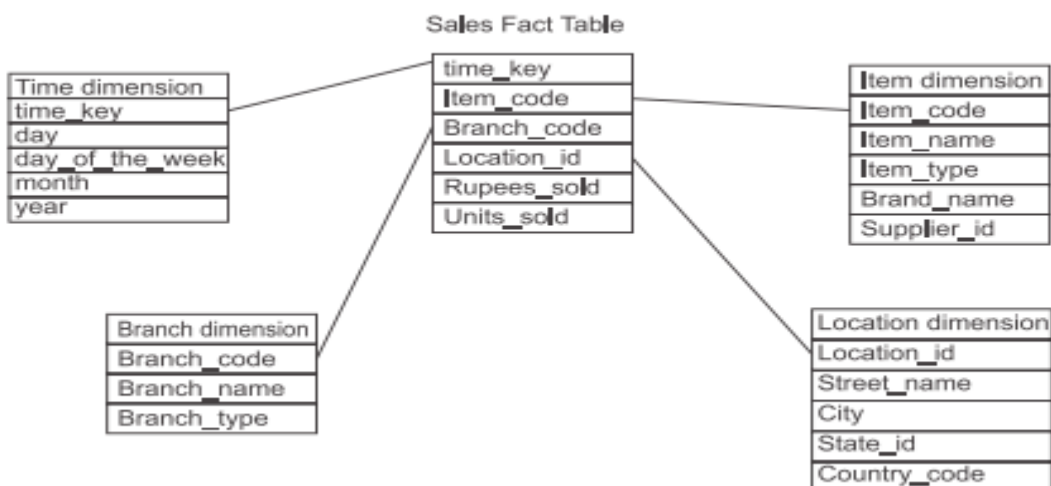 Sales Fact Table
time_key
Item_code
Branch_code
Location_id
Rupees_sold
Units_sold
Time dimension
time_key
day
day_of_the_week
month
year
Item dimension
Item_code
Item_name
Item_type
Brand_name
Supplier_id
Branch dimension
Branch_code
Branch_name
Branch_type
Location dimension
Location_id
Street_name
City
State_id
Country_code